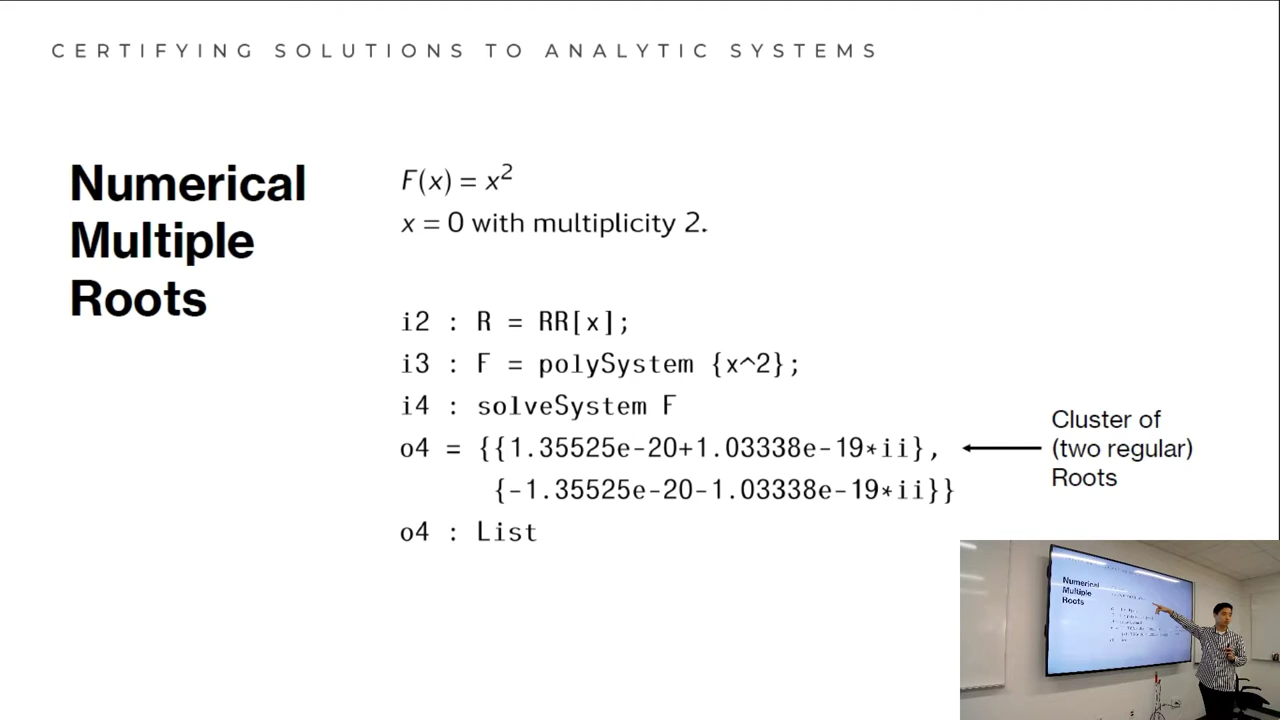 CERTIFYING SOLUTIONS TO ANALYTIC SYSTEMS
Numerical
Multiple
Roots
F(x) = x²
x = 0 with multiplicity 2.
i2 : R = RR[x];
i3 : F = polySystem {x^2};
i4 : solveSystem F
o4 = {{1.35525e-20+1.03338e-19*ii},
{-1.35525e-20-1.03338e-19*ii}}
o4 : List
Cluster of
(two regular)
Roots
Numerical
Multiple
Roots